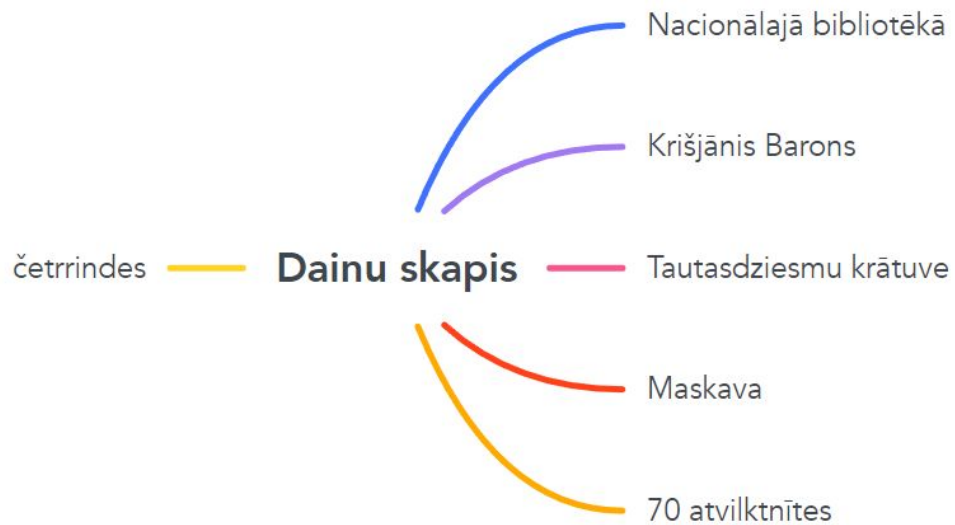 Nacionālajā bibliotēkā
Krišjānis Barons
četrrindes
Dainu skapis
Tautasdziesmu krātuve
Maskava
70 atvilktnītes